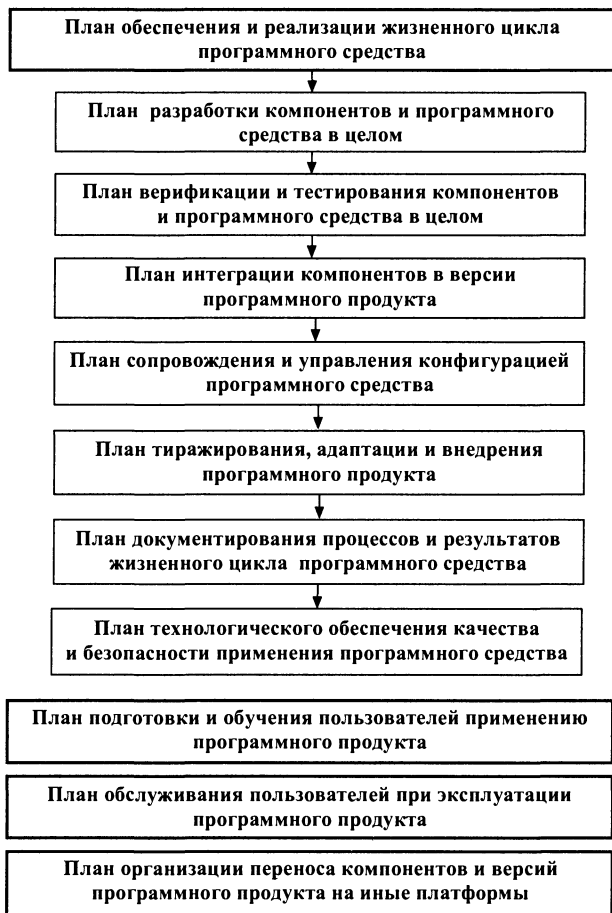 План обеспечения и реализации жизненного цикла
программного средства
План разработки компонентов и программного
средства в целом
План верификации и тестирования компонентов
и программного средства в целом
План интеграции компонентов в версии
программного продукта
План сопровождения и управления конфигурацией
программного средства
План тиражирования, адаптации и внедрения
программного продукта
План документирования процессов и результатов
жизненного цикла программного средства
План технологического обеспечения качества
и безопасности применения программного средства
План подготовки и обучения пользователей применению
программного продукта
План обслуживания пользователей при эксплуатации
программного продукта
План организации переноса компонентов и версий
программного продукта на иные платформы